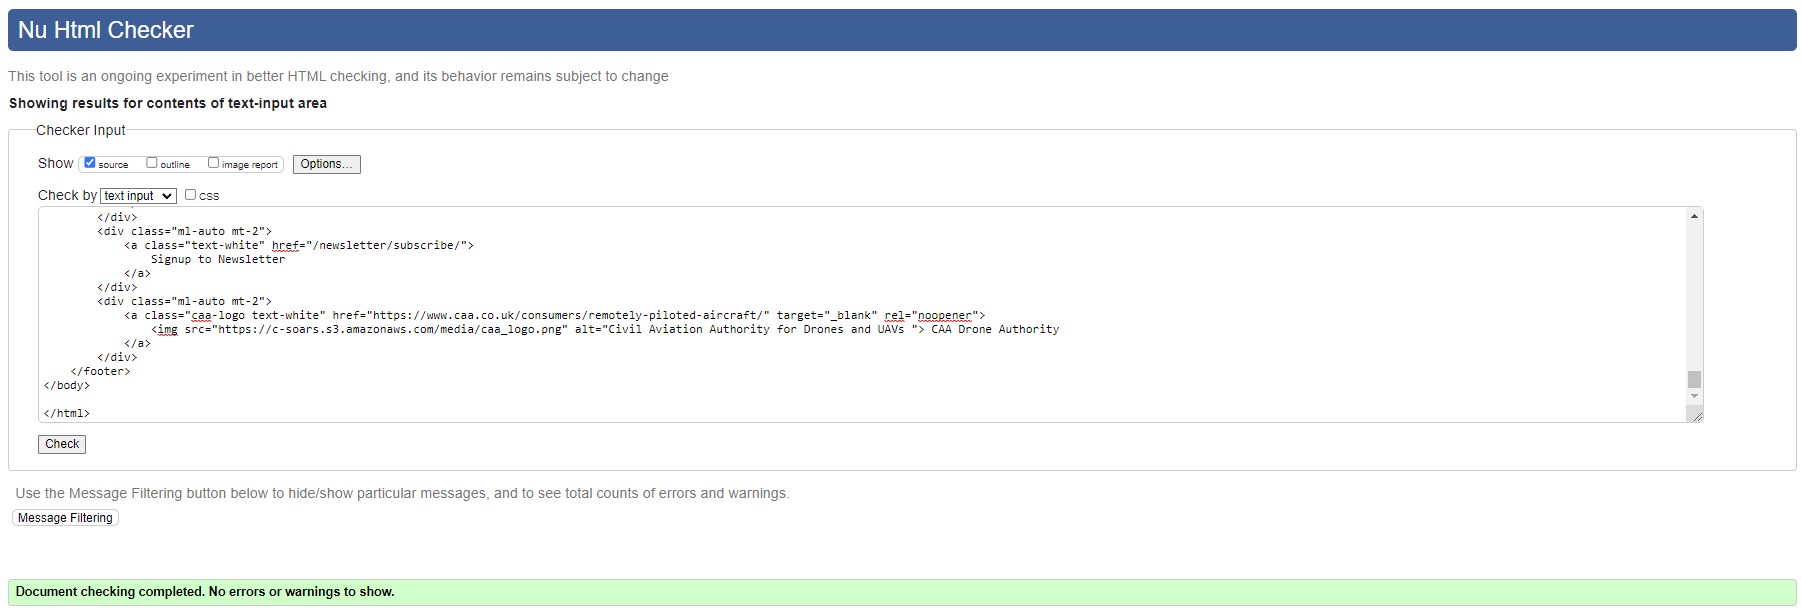 Nu Html Checker
This tool is an ongoing experiment in better HTML checking, and its behavior remains subject to change
Showing results for contents of text-input area
Checker Input
Show source outline image report Options...
Check by text input css
</div>
<div class="ml-auto mt-2">
<a class="text-white" href="/newsletter/subscribe/">
Signup to Newsletter
</a>
</div>
<div class="ml-auto mt-2">
<a class="caa-logo text-white" href="https://www.caa.co.uk/consumers/remotely-piloted-aircraft/" target="_blank" rel="noopener">
<img src="https://c-soars.s3.amazonaws.com/media/caa_logo.png" alt="Civil Aviation Authority for Drones and UAVs "> CAA Drone Authority
</a>
</div>
</footer>
</body>
</html>
Check
Use the Message Filtering button below to hide/show particular messages, and to see total counts of errors and warnings.
Message Filtering
Document checking completed. No errors or warnings to show.